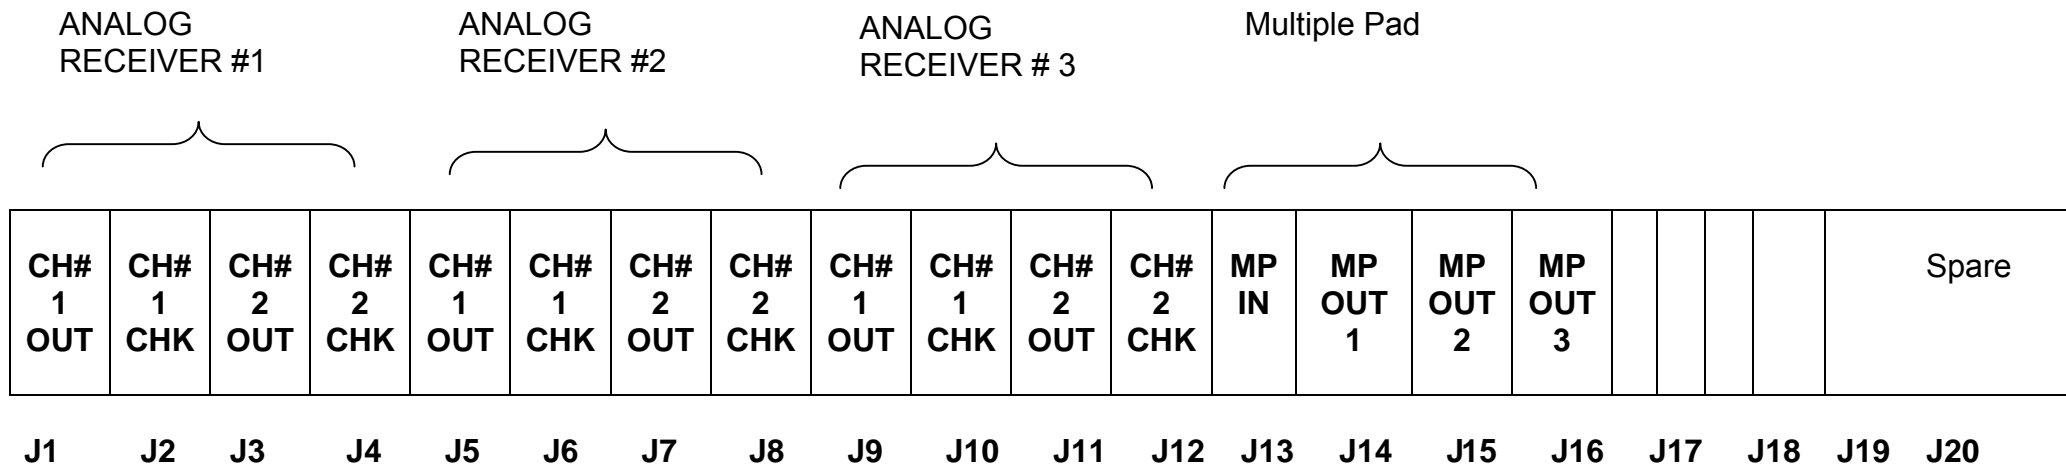 ANALOG
RECEIVER #1
ANALOG
RECEIVER #2
ANALOG
RECEIVER # 3
Multiple Pad
CH#
1
OUT
CH#
1
CHK
CH#
2
OUT
CH#
2
CHK
CH#
1
OUT
CH#
1
CHK
CH#
2
OUT
CH#
2
CHK
CH#
1
OUT
CH#
1
CHK
CH#
2
OUT
CH#
2
CHK
MP
IN
MP
OUT
1
MP
OUT
2
MP
OUT
3
Spare
J1 J2 J3 J4 J5 J6 J7 J8 J9 J10 J11 J12 J13 J14 J15 J16 J17 J18 J19 J20